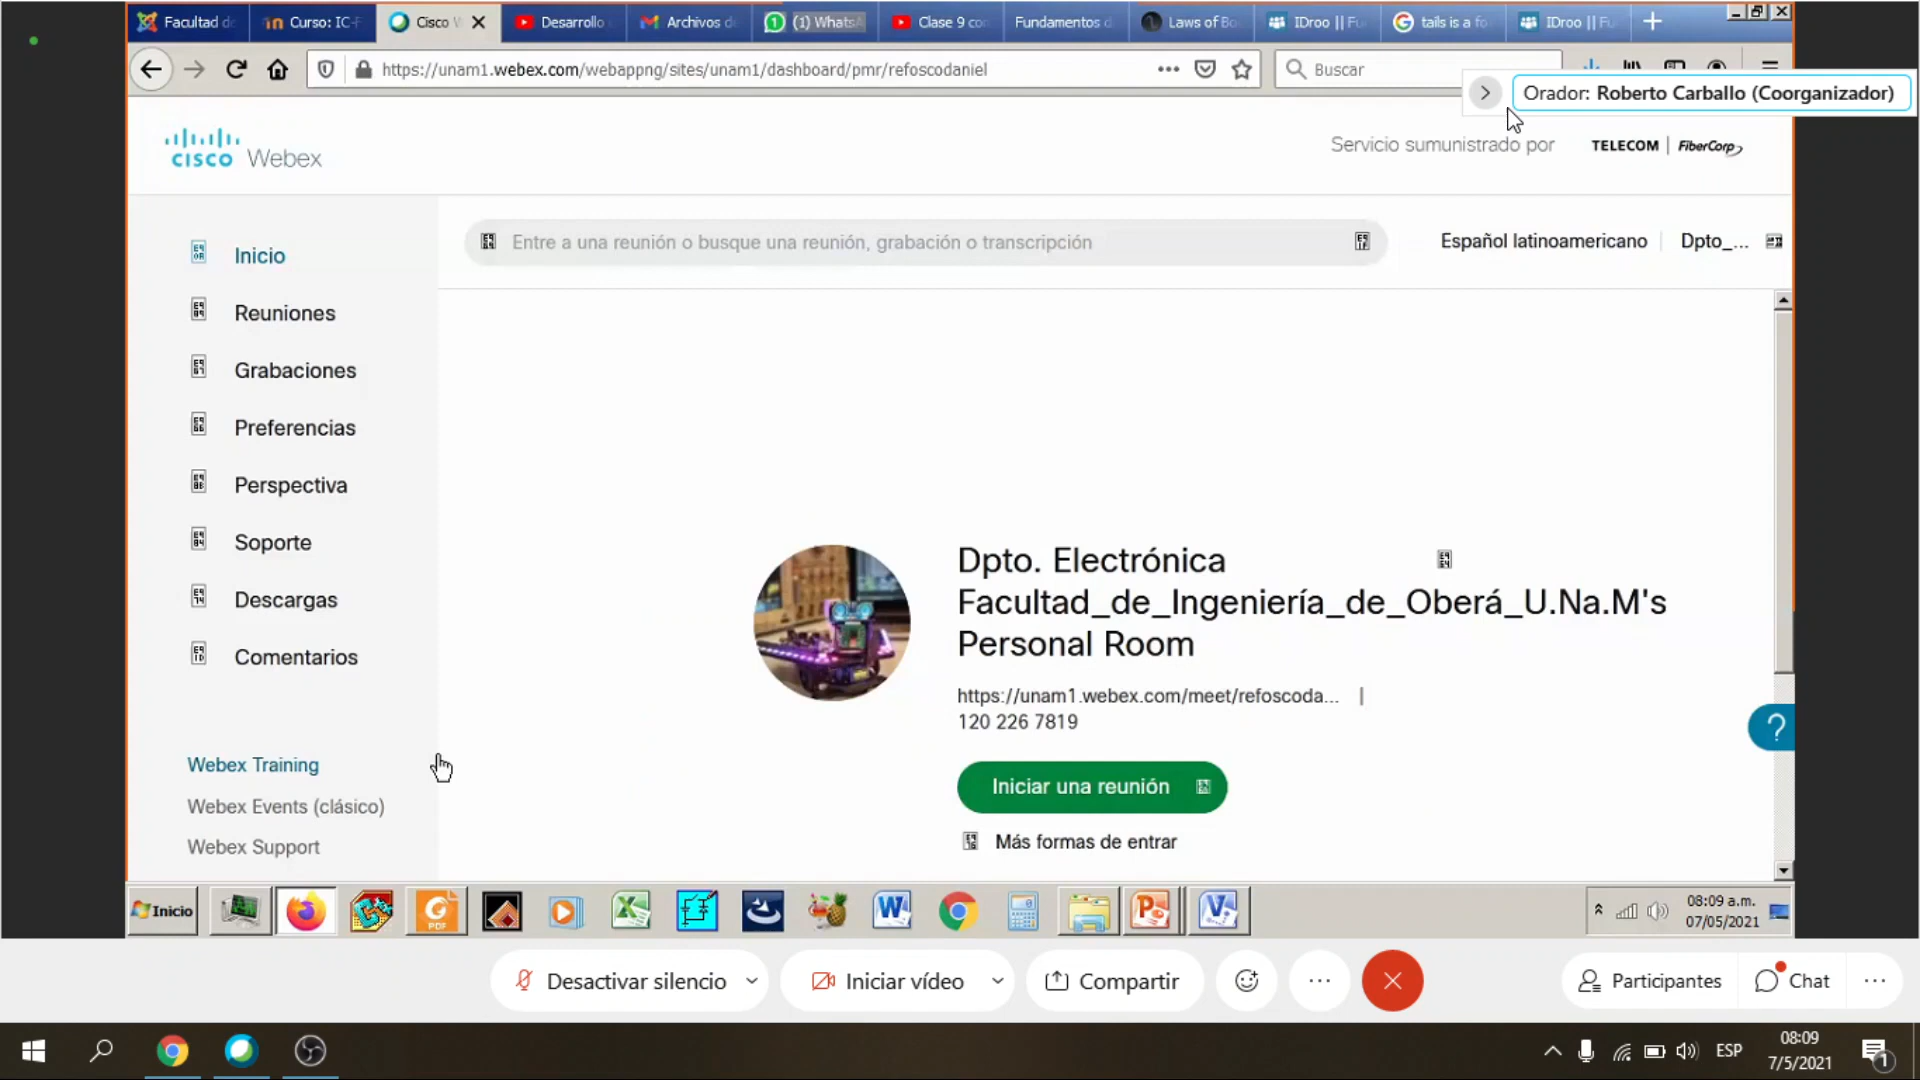 Facultad de
Curso: IC-F
Cisco W
Desarrollo
Archivos de
(1) Whats
Clase 9 co
Fundamentos d
Laws of Bo
IDroo || Fu
tails is a fo
IDroo || Fu
https://unam1.webex.com/webappng/sites/unam1/dashboard/pmr/refoscodaniel
Buscar
Orador: Roberto Carballo (Coorganizador)
CISCO Webex
Servicio sumunistrado por
TELECOM | FiberCorp
Entre a una reunión o busque una reunión, grabación o transcripción
Español latinoamericano
Dpto_...
Inicio
Reuniones
Grabaciones
Preferencias
Perspectiva
Soporte
Descargas
Comentarios
Webex Training
Webex Events (clásico)
Webex Support
Dpto. Electrónica
Facultad_de_Ingeniería_de_Oberá_U.Na.M's
Personal Room
https://unam1.webex.com/meet/refoscoda... |
120 226 7819
Iniciar una reunión
Más formas de entrar
?
Inicio
08:09 a.m.
07/05/2021
Desactivar silencio
Iniciar vídeo
Compartir
Participantes
Chat
ESP
08:09
7/5/2021
1